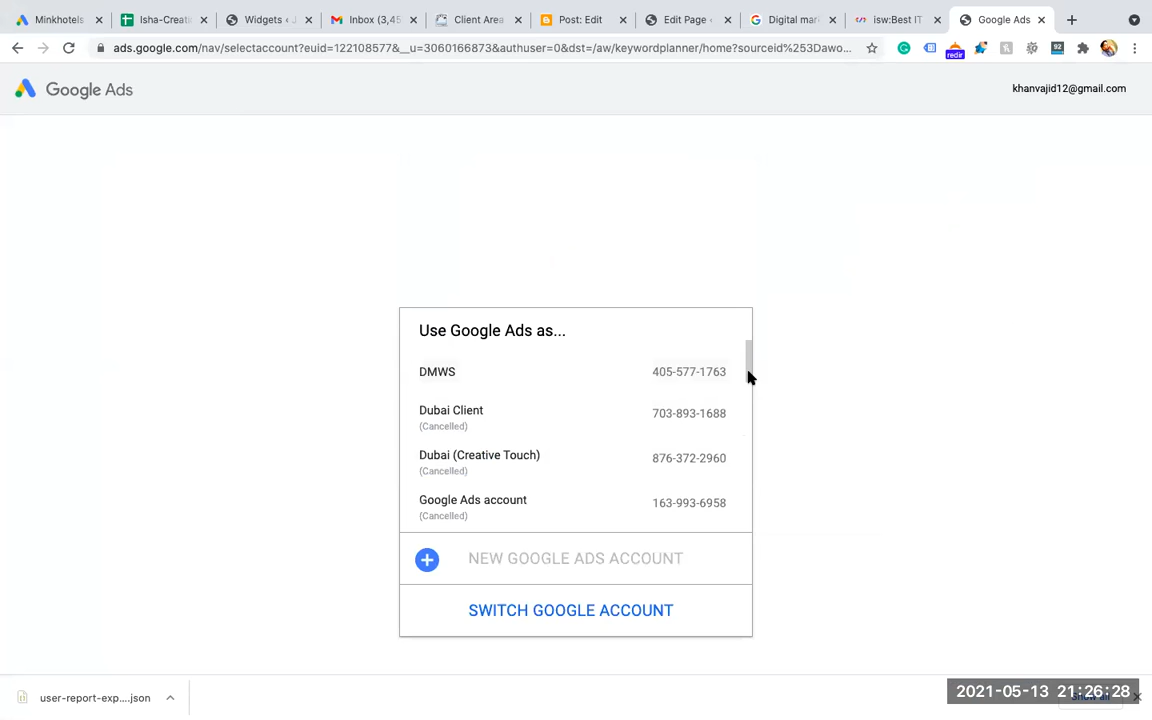 Minkhotels
Isha-Creati
Widgets ‹ J
Inbox (3,45
Client Area
Post: Edit
Edit Page ‹
Digital mar
isw:Best IT
Google Ads
ads.google.com/nav/selectaccount?euid=122108577&__u=3060166873&authuser=0&dst=/aw/keywordplanner/home?sourceid%253Dawo...
redir
92
Google Ads
khanvajid12@gmail.com
Use Google Ads as...
DMWS 405-577-1763
Dubai Client 703-893-1688
(Cancelled)
Dubai (Creative Touch) 876-372-2960
(Cancelled)
Google Ads account 163-993-6958
(Cancelled)
NEW GOOGLE ADS ACCOUNT
SWITCH GOOGLE ACCOUNT
user-report-exp....json
2021-05-13 21:26:28